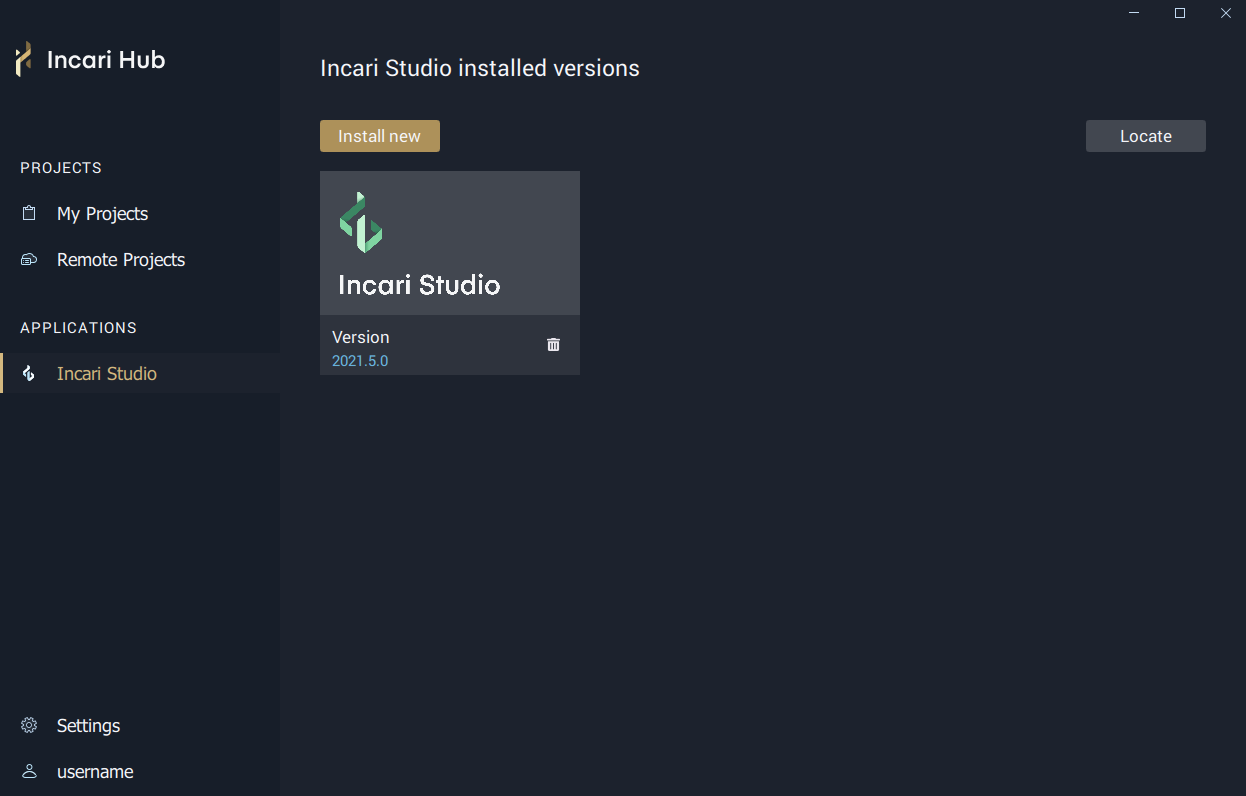 Incari Hub
PROJECTS
My Projects
Remote Projects
APPLICATIONS
Incari Studio
Settings
username
Incari Studio installed versions
Install new
Locate
Incari Studio
Version
2021.5.0